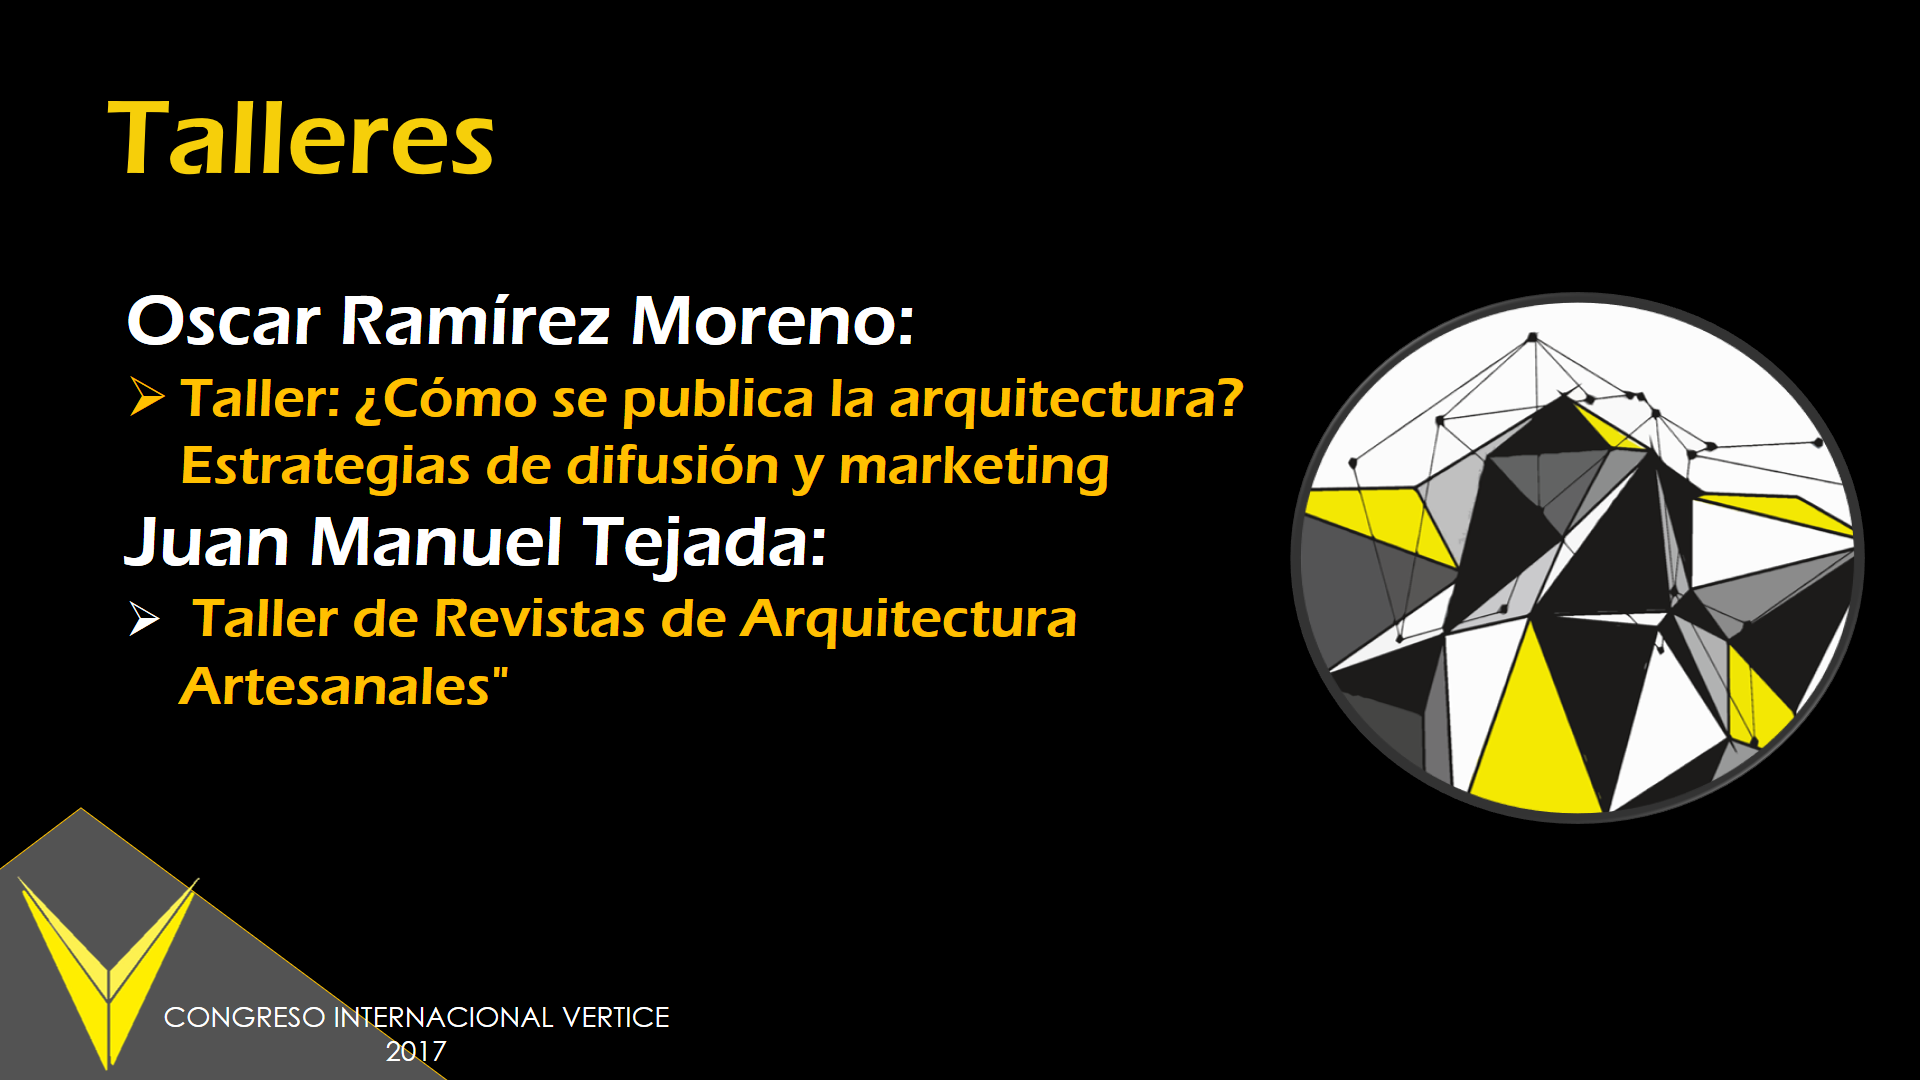 Talleres
Oscar Ramírez Moreno:
➢ Taller: ¿Cómo se publica la arquitectura?
Estrategias de difusión y marketing
Juan Manuel Tejada:
➢ Taller de Revistas de Arquitectura
Artesanales"
CONGRESO INTERNACIONAL VERTICE
2017